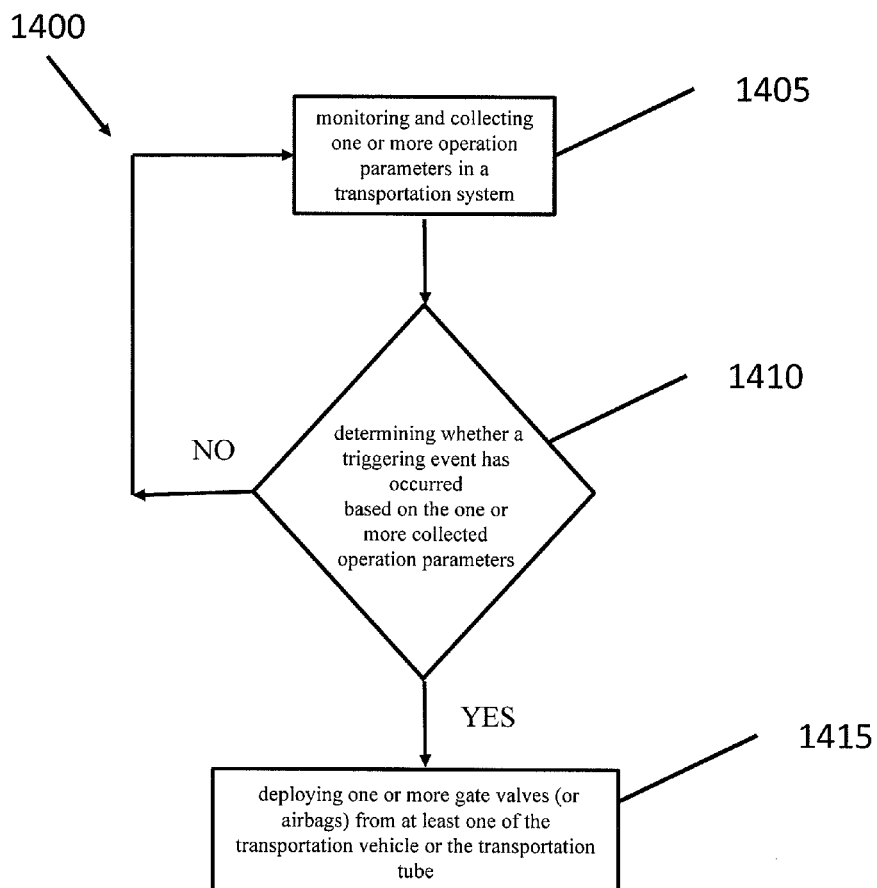 1400
1405
monitoring and collecting
one or more operation
parameters in a
transportation system
1410
determining whether a
triggering event has
occurred
based on the one or
more collected
operation parameters
NO
YES
1415
deploying one or more gate valves (or
airbags) from at least one of the
transportation vehicle or the transportation
tube